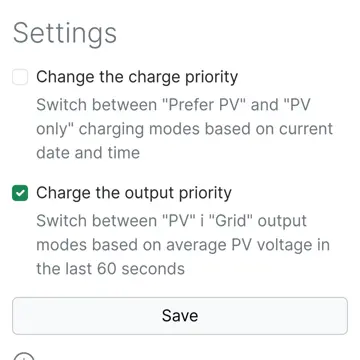 Settings
Change the charge priority
Switch between "Prefer PV" and "PV
only" charging modes based on current
date and time
Charge the output priority
Switch between "PV" i "Grid" output
modes based on average PV voltage in
the last 60 seconds
Save